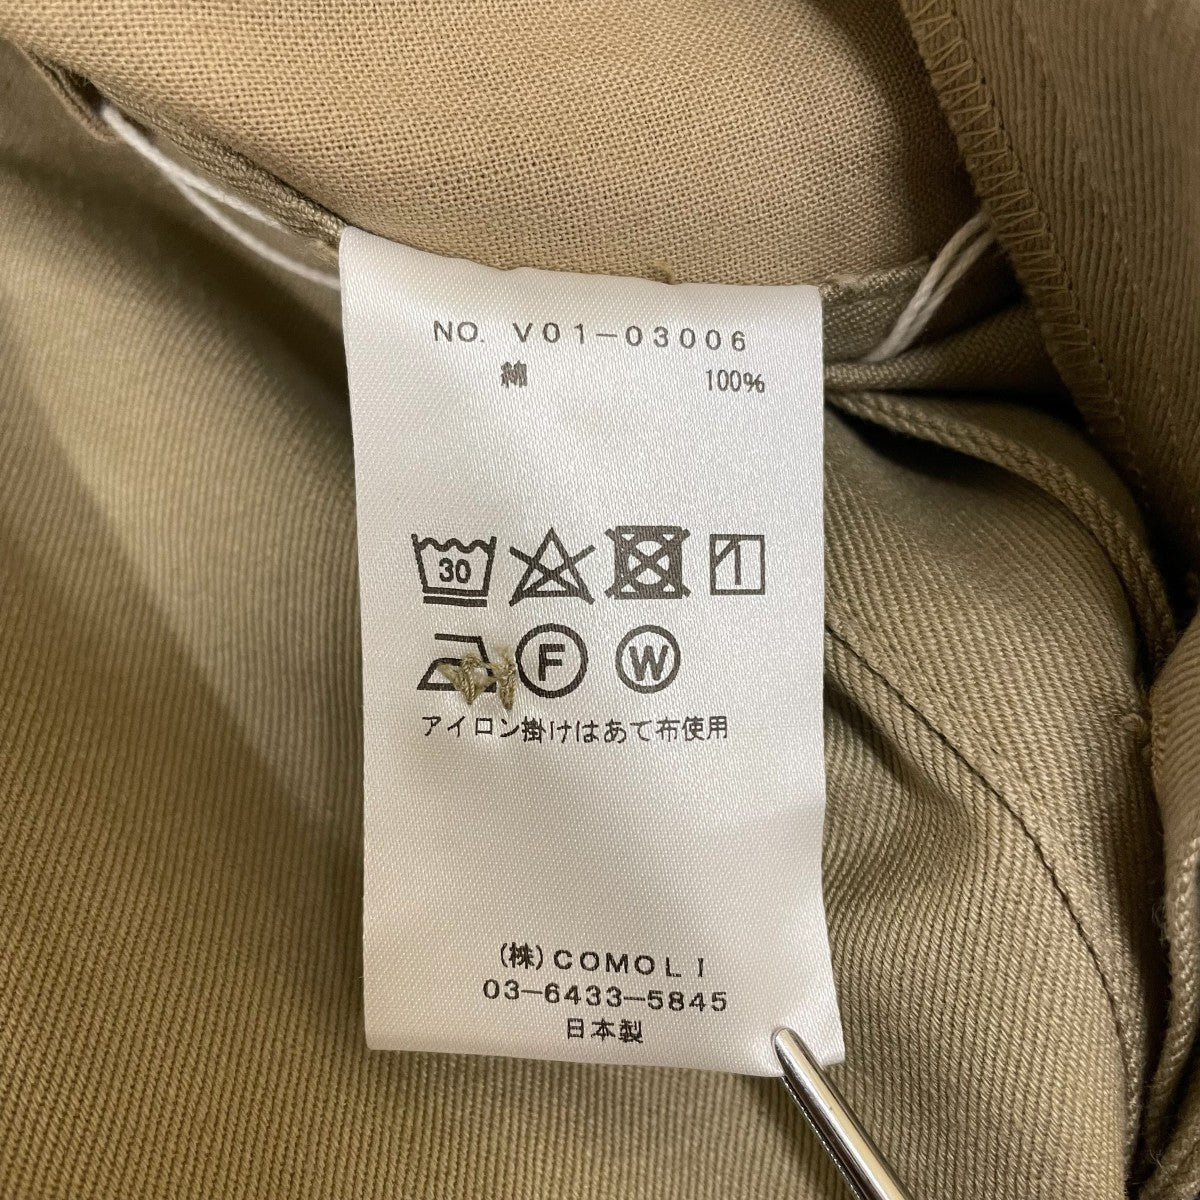 NO. V01-03006
綿 100%
30
F W
アイロン掛けはあて布使用
(株)COMOLI
03-6433-5845
日本製